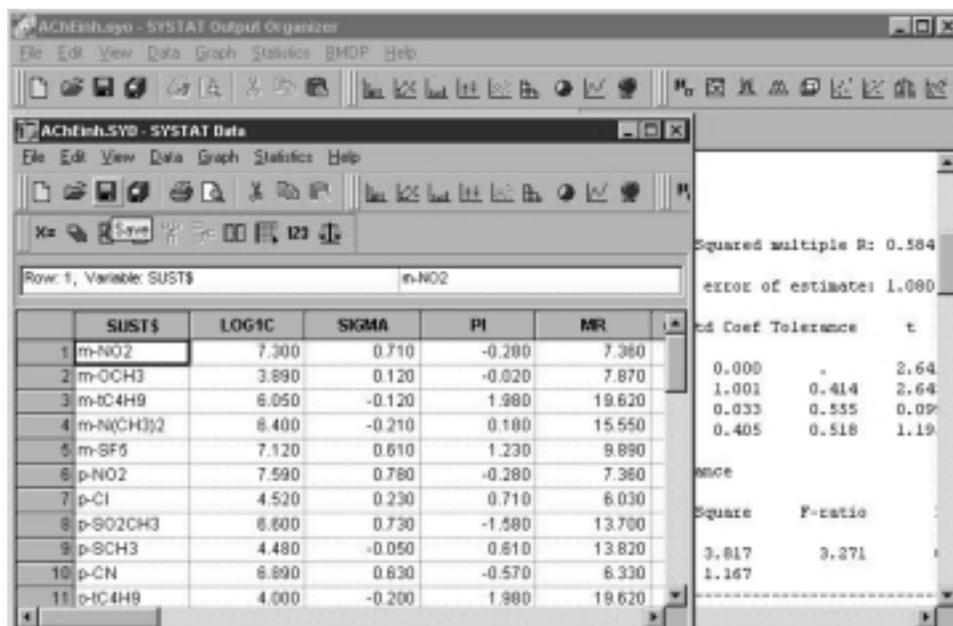 AChEinh.syo - SYSTAT Output Organizer
File Edit View Data Graph Statistics BMDP Help
AChEinh.SYD - SYSTAT Data
File Edit View Data Graph Statistics Help
X= Save 123
Row: 1, Variable: SUST$ m-NO2
SUST$ LOG1C SIGMA PI MR
1 m-NO2 7.300 0.710 -0.280 7.360
2 m-OCH3 3.890 0.120 -0.020 7.870
3 m-tC4H9 6.050 -0.120 1.980 19.620
4 m-N(CH3)2 6.400 -0.210 0.180 15.550
5 m-SF5 7.120 0.610 1.230 9.890
6 p-NO2 7.590 0.780 -0.280 7.360
7 p-Cl 4.520 0.230 0.710 6.030
8 p-SO2CH3 6.600 0.730 -1.580 13.700
9 p-SCH3 4.480 -0.050 0.610 13.820
10 p-CN 6.890 0.630 -0.570 6.330
11 p-tC4H9 4.000 -0.200 1.980 19.620
Squared multiple R: 0.584
error of estimate: 1.080
td Coef Tolerance t
0.000 . 2.64
1.001 0.414 2.64
0.033 0.555 0.09
0.405 0.518 1.19
ance
Square F-ratio
3.817 3.271
1.167